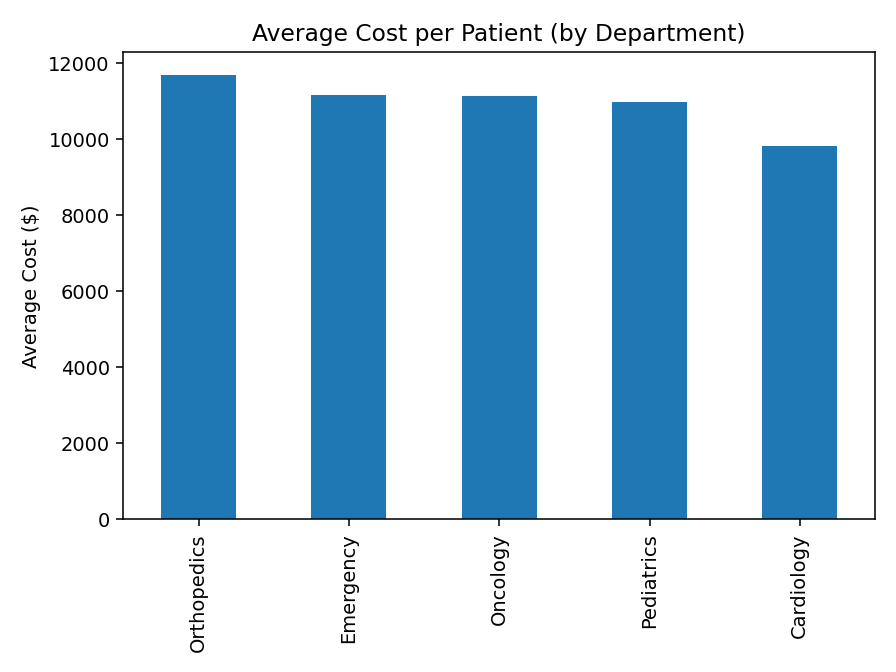 Average Cost per Patient (by Department)
Average Cost ($)
12000
10000
8000
6000
4000
2000
0
Orthopedics
Emergency
Oncology
Pediatrics
Cardiology